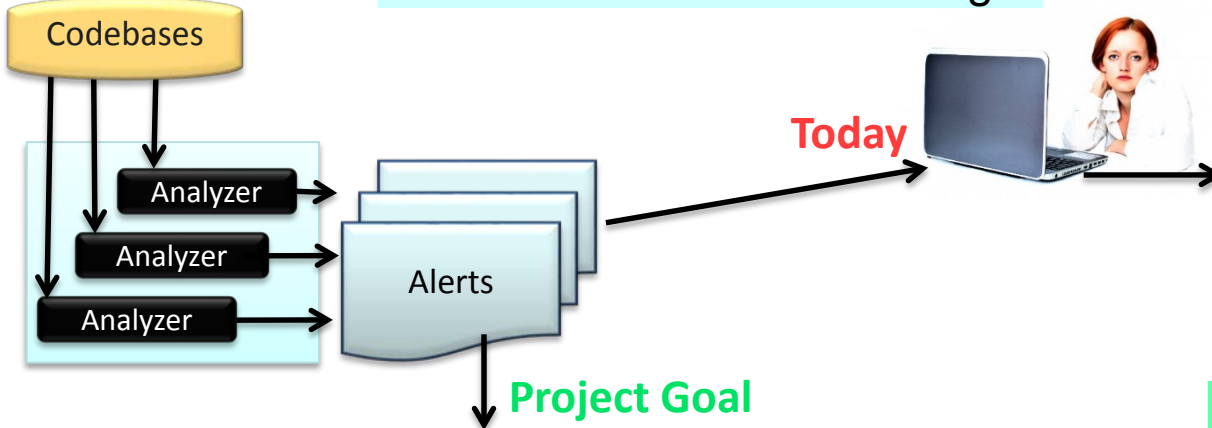 Codebases
Today
Analyzer
Analyzer
Alerts
Analyzer
Project Goal